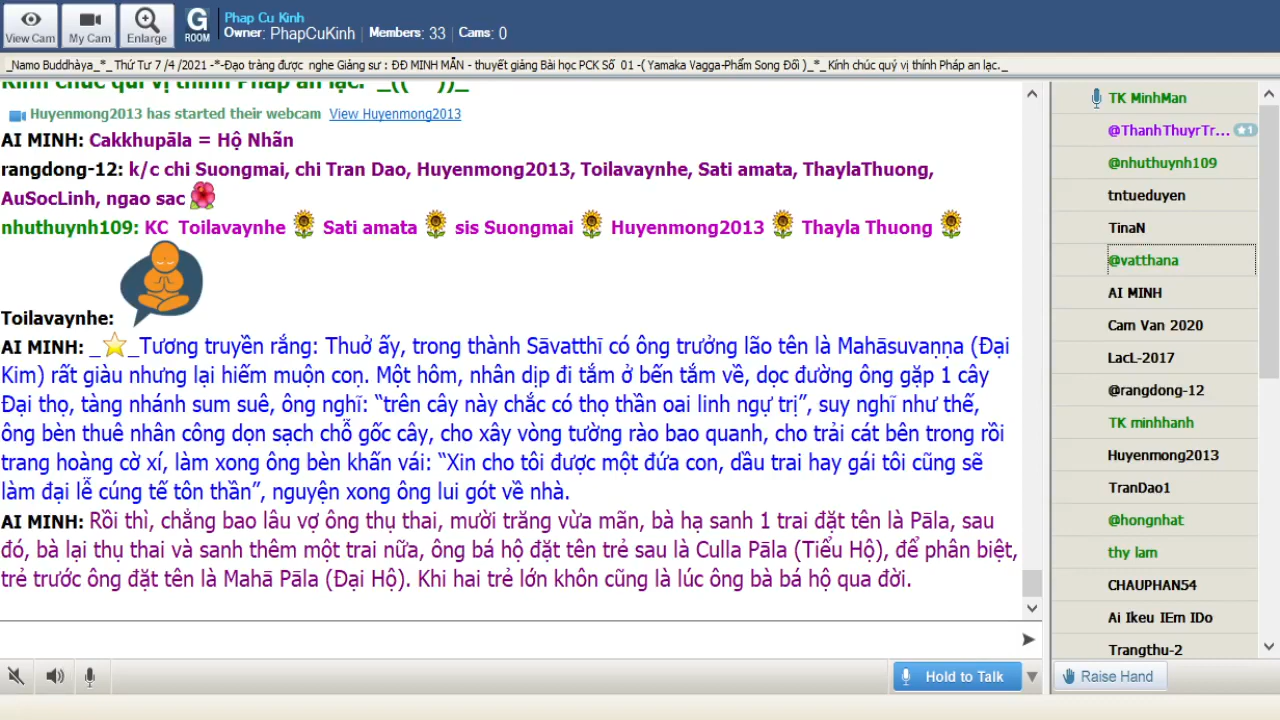 View Cam
My Cam
Enlarge
G
ROOM
Phap Cu Kinh
Owner: PhapCuKinh | Members: 33 | Cams: 0
_Namo Buddhàya_*_ Thứ Tư 7 /4 /2021 -*-Đạo tràng được nghe Giảng sư : ĐĐ MINH MẪN - thuyết giảng Bài học PCK Số 01 -( Yamaka Vagga-Phẩm Song Đối )_*_ Kính chúc quý vị thính Pháp an lạc._
Kính chúc quí vị thính Pháp an lạc.
Huyenmong2013 has started their webcam View Huyenmong2013
AI MINH: Cakkhupāla = Hộ Nhãn
rangdong-12: k/c chi Suongmai, chi Tran Dao, Huyenmong2013, Toilavaynhe, Sati amata, ThaylaThuong,
AuSocLinh, ngao sac
nhuthuynh109: KC Toilavaynhe Sati amata sis Suongmai Huyenmong2013 Thayla Thuong
Toilavaynhe:
AI MINH: _ _Tương truyền rằng: Thuở ấy, trong thành Sāvatthī có ông trưởng lão tên là Mahāsuvaṇṇa (Đại
Kim) rất giàu nhưng lại hiếm muộn con. Một hôm, nhân dịp đi tắm ở bến tắm về, dọc đường ông gặp 1 cây
Đại thọ, tàng nhánh sum suê, ông nghĩ: “trên cây này chắc có thọ thần oai linh ngự trị”, suy nghĩ như thế,
ông bèn thuê nhân công dọn sạch chỗ gốc cây, cho xây vòng tường rào bao quanh, cho trải cát bên trong rồi
trang hoàng cờ xí, làm xong ông bèn khấn vái: “Xin cho tôi được một đứa con, dầu trai hay gái tôi cũng sẽ
làm đại lễ cúng tế tôn thần”, nguyện xong ông lui gót về nhà.
AI MINH: Rồi thì, chẳng bao lâu vợ ông thụ thai, mười trăng vừa mãn, bà hạ sanh 1 trai đặt tên là Pāla, sau
đó, bà lại thụ thai và sanh thêm một trai nữa, ông bá hộ đặt tên trẻ sau là Culla Pāla (Tiểu Hộ), để phân biệt,
trẻ trước ông đặt tên là Mahā Pāla (Đại Hộ). Khi hai trẻ lớn khôn cũng là lúc ông bà bá hộ qua đời.
Hold to Talk
TK MinhMan
@ThanhThuyrTr... ★1
@nhuthuynh109
tntueduyen
TinaN
@vatthana
AI MINH
Cam Van 2020
LacL-2017
@rangdong-12
TK minhhanh
Huyenmong2013
TranDao1
@hongnhat
thy lam
CHAUPHAN54
Ai Ikeu IEm IDo
Trangthu-2
Raise Hand